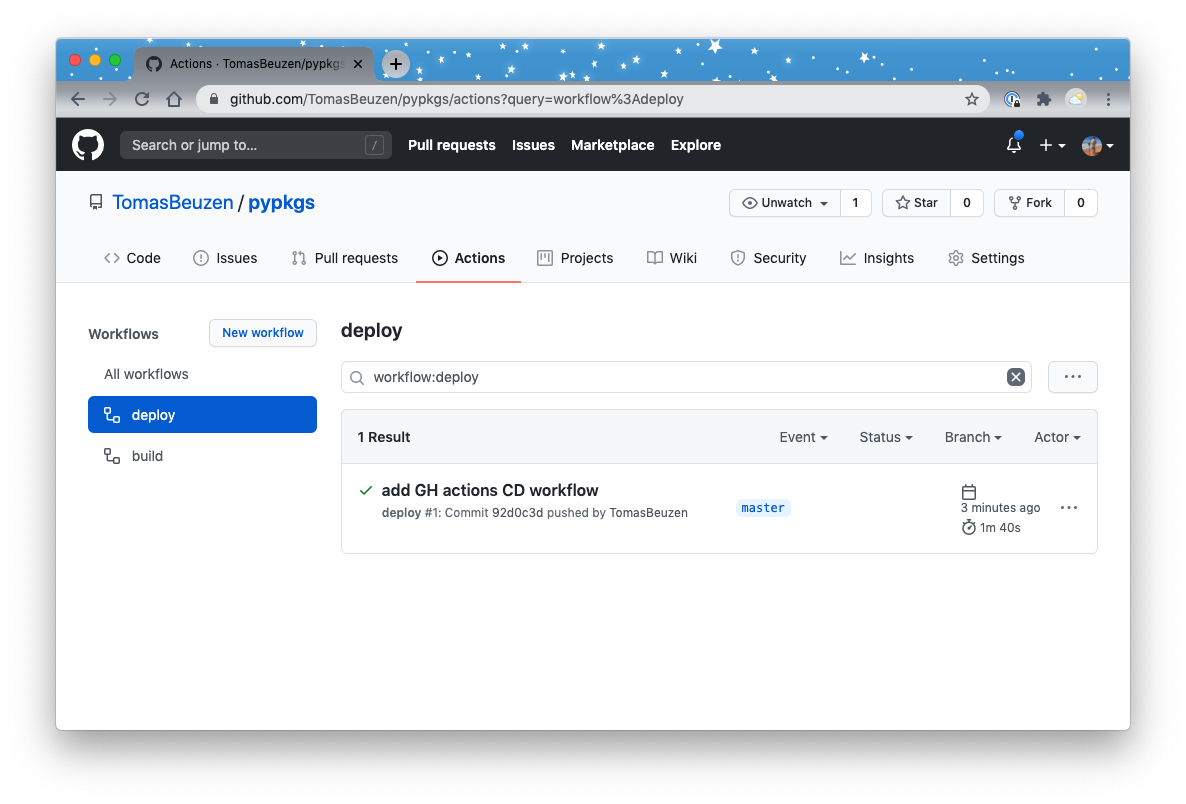 Actions · TomasBeuzen/pypkgs
github.com/TomasBeuzen/pypkgs/actions?query=workflow%3Adeploy
Search or jump to... / Pull requests Issues Marketplace Explore
TomasBeuzen / pypkgs Unwatch 1 Star 0 Fork 0
Code Issues Pull requests Actions Projects Wiki Security Insights Settings
Workflows New workflow
All workflows
deploy
build
deploy
workflow:deploy
1 Result Event Status Branch Actor
add GH actions CD workflow
deploy #1: Commit 92d0c3d pushed by TomasBeuzen
master
3 minutes ago
1m 40s